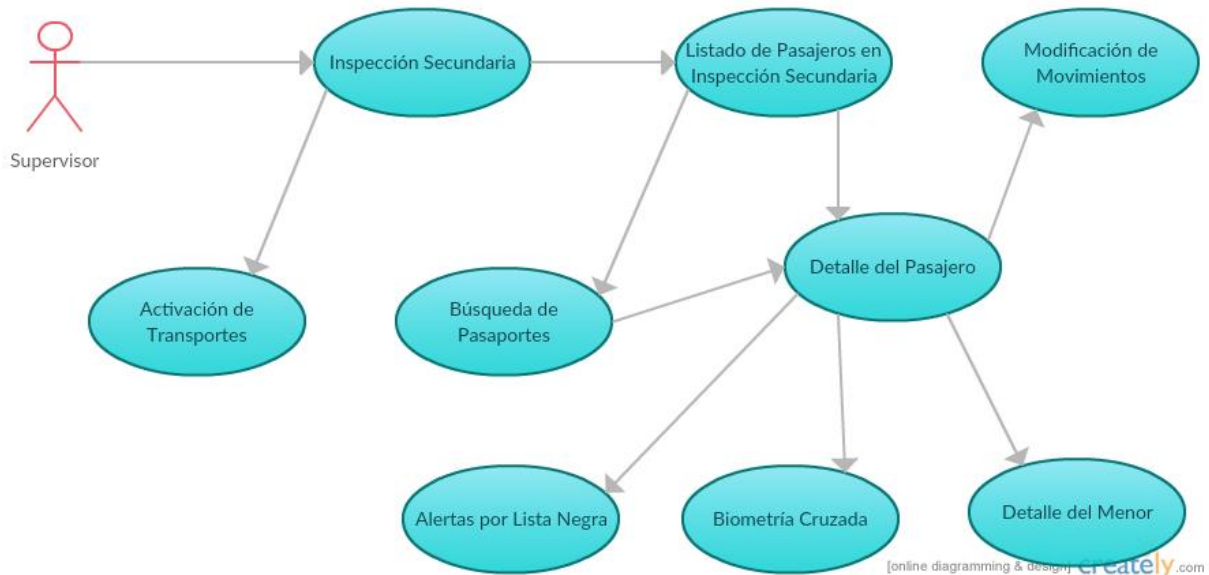 Supervisor
Inspección Secundaria
Listado de Pasajeros en
Inspección Secundaria
Modificación de
Movimientos
Activación de
Transportes
Búsqueda de
Pasaportes
Detalle del Pasajero
Alertas por Lista Negra
Biometría Cruzada
Detalle del Menor
[online diagramming & design] creately.com